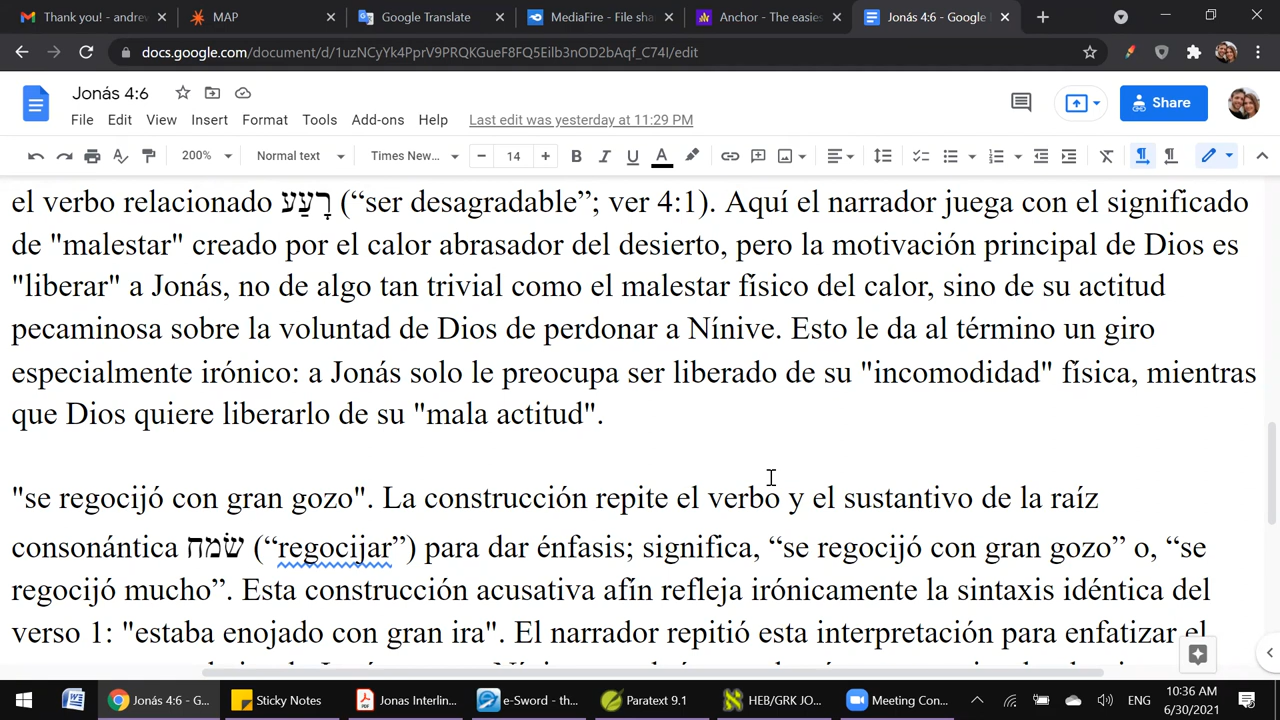 Thank you! - andrew
MAP
Google Translate
MediaFire - File sha
Anchor - The easies
Jonás 4:6 - Google
docs.google.com/document/d/1uzNCyYk4PprV9PRQKGueF8FQ5Eilb3nOD2bAqf_C74I/edit
Jonás 4:6
File Edit View Insert Format Tools Add-ons Help Last edit was yesterday at 11:29 PM
Share
200% Normal text Times New... 14 B I U A
el verbo relacionado רָעַע (“ser desagradable”; ver 4:1). Aquí el narrador juega con el significado
de "malestar" creado por el calor abrasador del desierto, pero la motivación principal de Dios es
"liberar" a Jonás, no de algo tan trivial como el malestar físico del calor, sino de su actitud
pecaminosa sobre la voluntad de Dios de perdonar a Nínive. Esto le da al término un giro
especialmente irónico: a Jonás solo le preocupa ser liberado de su "incomodidad" física, mientras
que Dios quiere liberarlo de su "mala actitud".
"se regocijó con gran gozo". La construcción repite el verbo y el sustantivo de la raíz
consonántica שׂמח (“regocijar”) para dar énfasis; significa, “se regocijó con gran gozo” o, “se
regocijó mucho”. Esta construcción acusativa afín refleja irónicamente la sintaxis idéntica del
verso 1: "estaba enojado con gran ira". El narrador repitió esta interpretación para enfatizar el
Jonás 4:6 - G...
Sticky Notes
Jonas Interlin...
e-Sword - th...
Paratext 9.1
HEB/GRK JO...
Meeting Con...
ENG
10:36 AM
6/30/2021